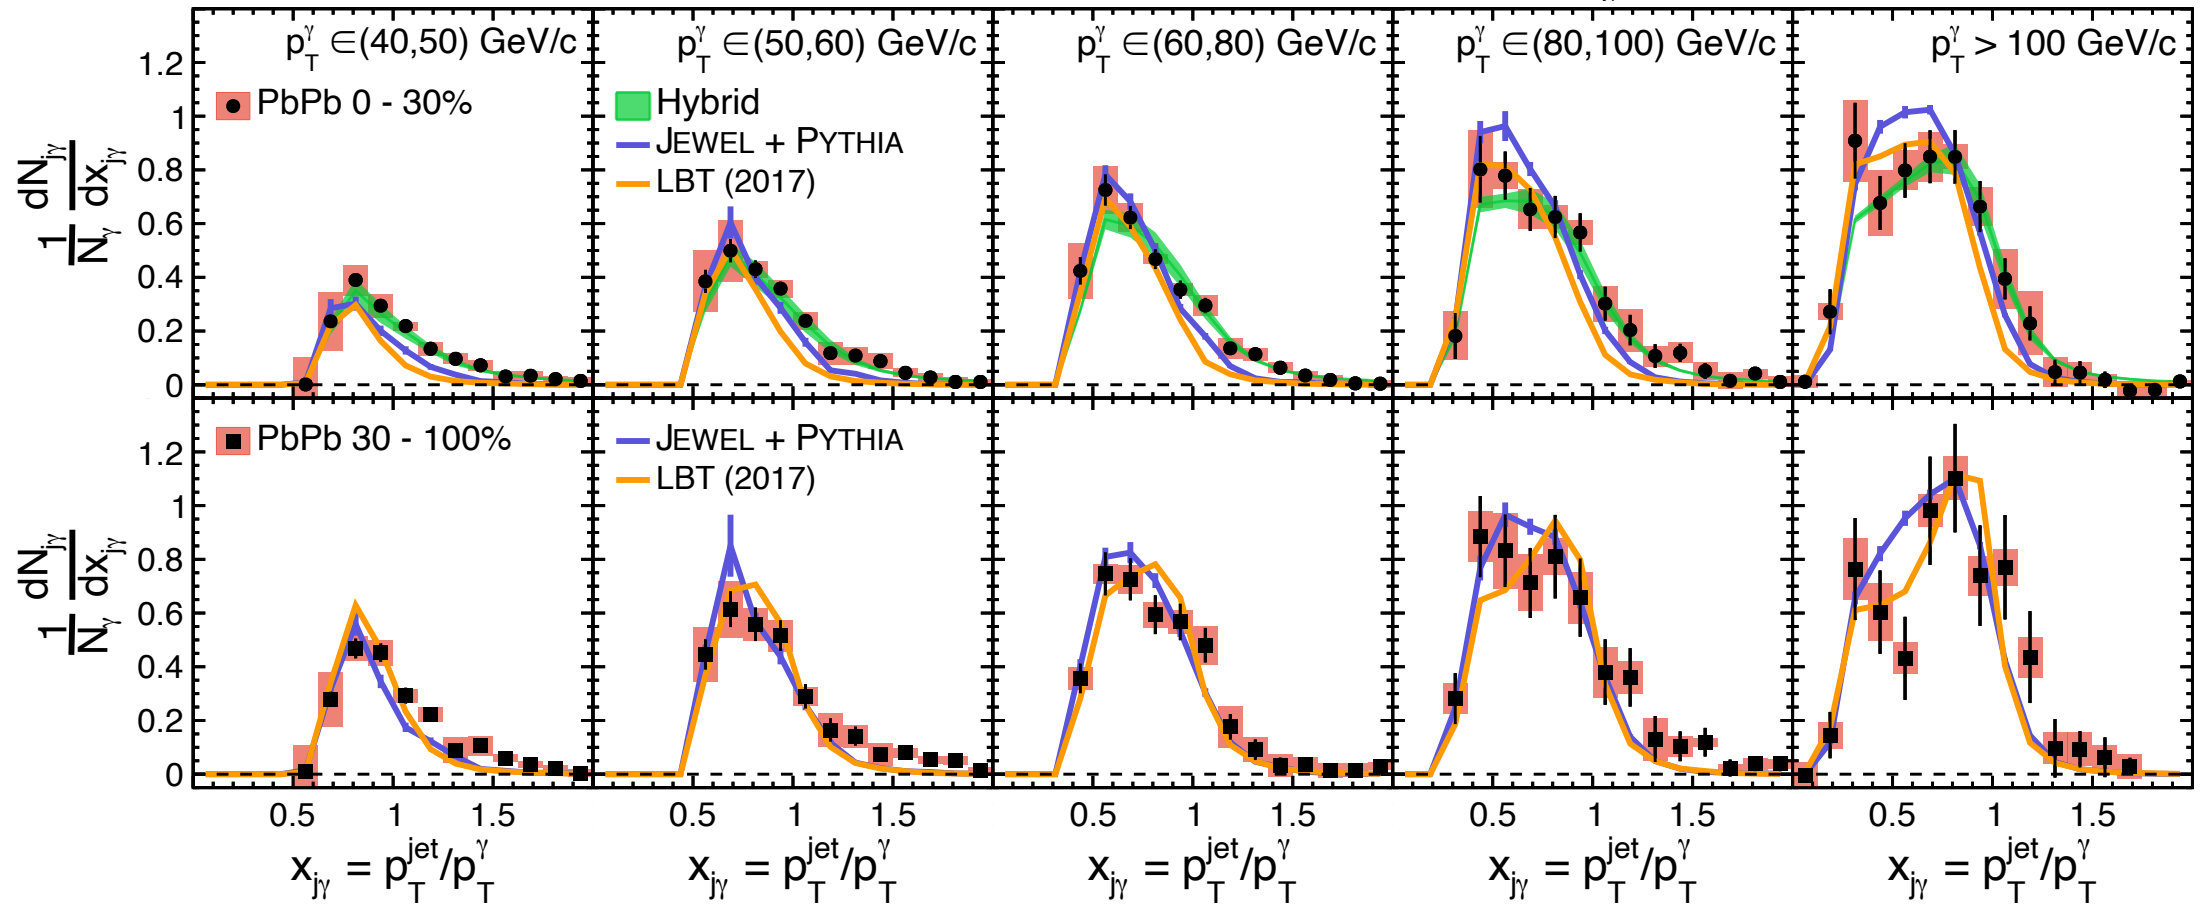 p_T^γ ∈(40,50) GeV/c
p_T^γ ∈(50,60) GeV/c
p_T^γ ∈(60,80) GeV/c
p_T^γ ∈(80,100) GeV/c
p_T^γ > 100 GeV/c
PbPb 0 - 30%
Hybrid
JEWEL + PYTHIA
LBT (2017)
1/N_γ dN_jγ/dx_jγ
1.2
1
0.8
0.6
0.4
0.2
0
PbPb 30 - 100%
JEWEL + PYTHIA
LBT (2017)
1/N_γ dN_jγ/dx_jγ
1.2
1
0.8
0.6
0.4
0.2
0
0.5 1 1.5
0.5 1 1.5
0.5 1 1.5
0.5 1 1.5
0.5 1 1.5
x_jγ = p_T^jet/p_T^γ
x_jγ = p_T^jet/p_T^γ
x_jγ = p_T^jet/p_T^γ
x_jγ = p_T^jet/p_T^γ
x_jγ = p_T^jet/p_T^γ